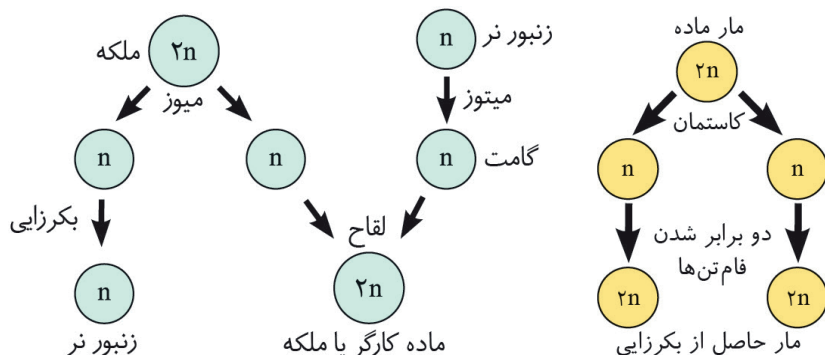 ملکه
۲n
میوز
n
n
بکرزایی
n
زنبور نر
زنبور نر
n
میتوز
n
گامت
لقاح
۲n
ماده کارگر یا ملکه
مار ماده
۲n
کاستمان
n
n
دو برابر شدن
فام‌تن‌ها
۲n
۲n
مار حاصل از بکرزایی